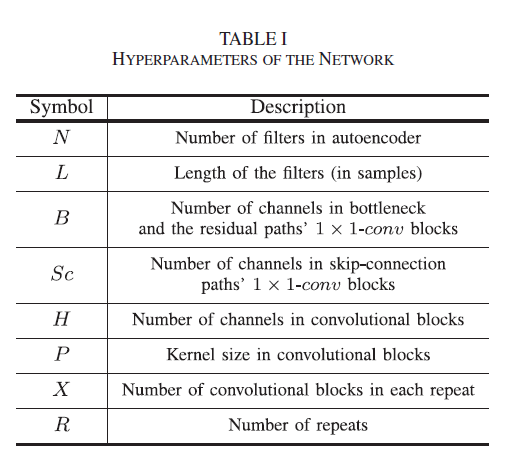 TABLE I
HYPERPARAMETERS OF THE NETWORK
Symbol Description
N Number of filters in autoencoder
L Length of the filters (in samples)
B Number of channels in bottleneck
and the residual paths' 1 × 1-conv blocks
Sc Number of channels in skip-connection
paths' 1 × 1-conv blocks
H Number of channels in convolutional blocks
P Kernel size in convolutional blocks
X Number of convolutional blocks in each repeat
R Number of repeats